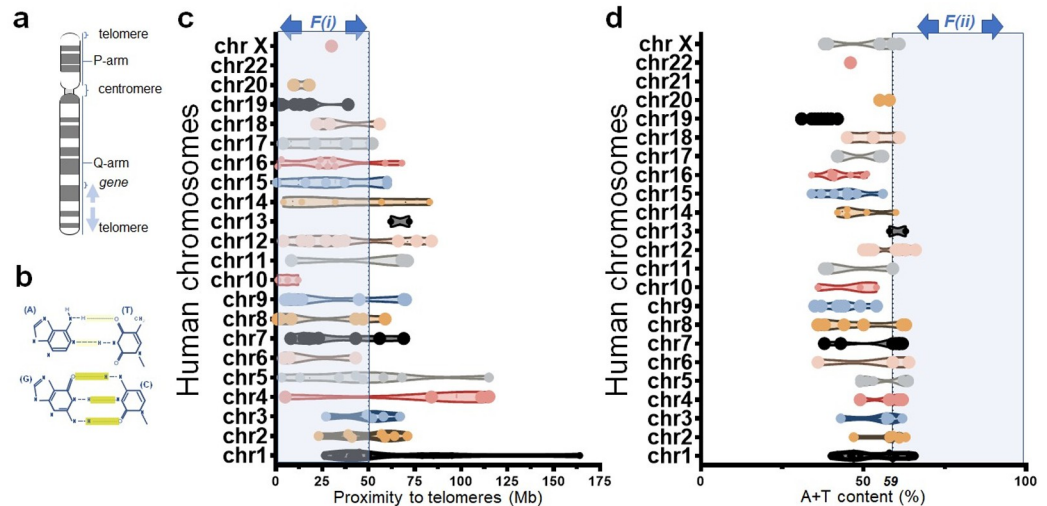 a
telomere
P-arm
centromere
Q-arm
gene
telomere
b
(A)
(T)
(G)
(C)
c
F(i)
Human chromosomes
chr X
chr22
chr20
chr19
chr18
chr17
chr16
chr15
chr14
chr13
chr12
chr11
chr10
chr9
chr8
chr7
chr6
chr5
chr4
chr3
chr2
chr1
0 25 50 75 100 125 150 175
Proximity to telomeres (Mb)
d
F(ii)
Human chromosomes
chr X
chr22
chr21
chr20
chr19
chr18
chr17
chr16
chr15
chr14
chr13
chr12
chr11
chr10
chr9
chr8
chr7
chr6
chr5
chr4
chr3
chr2
chr1
0 50 59 100
A+T content (%)